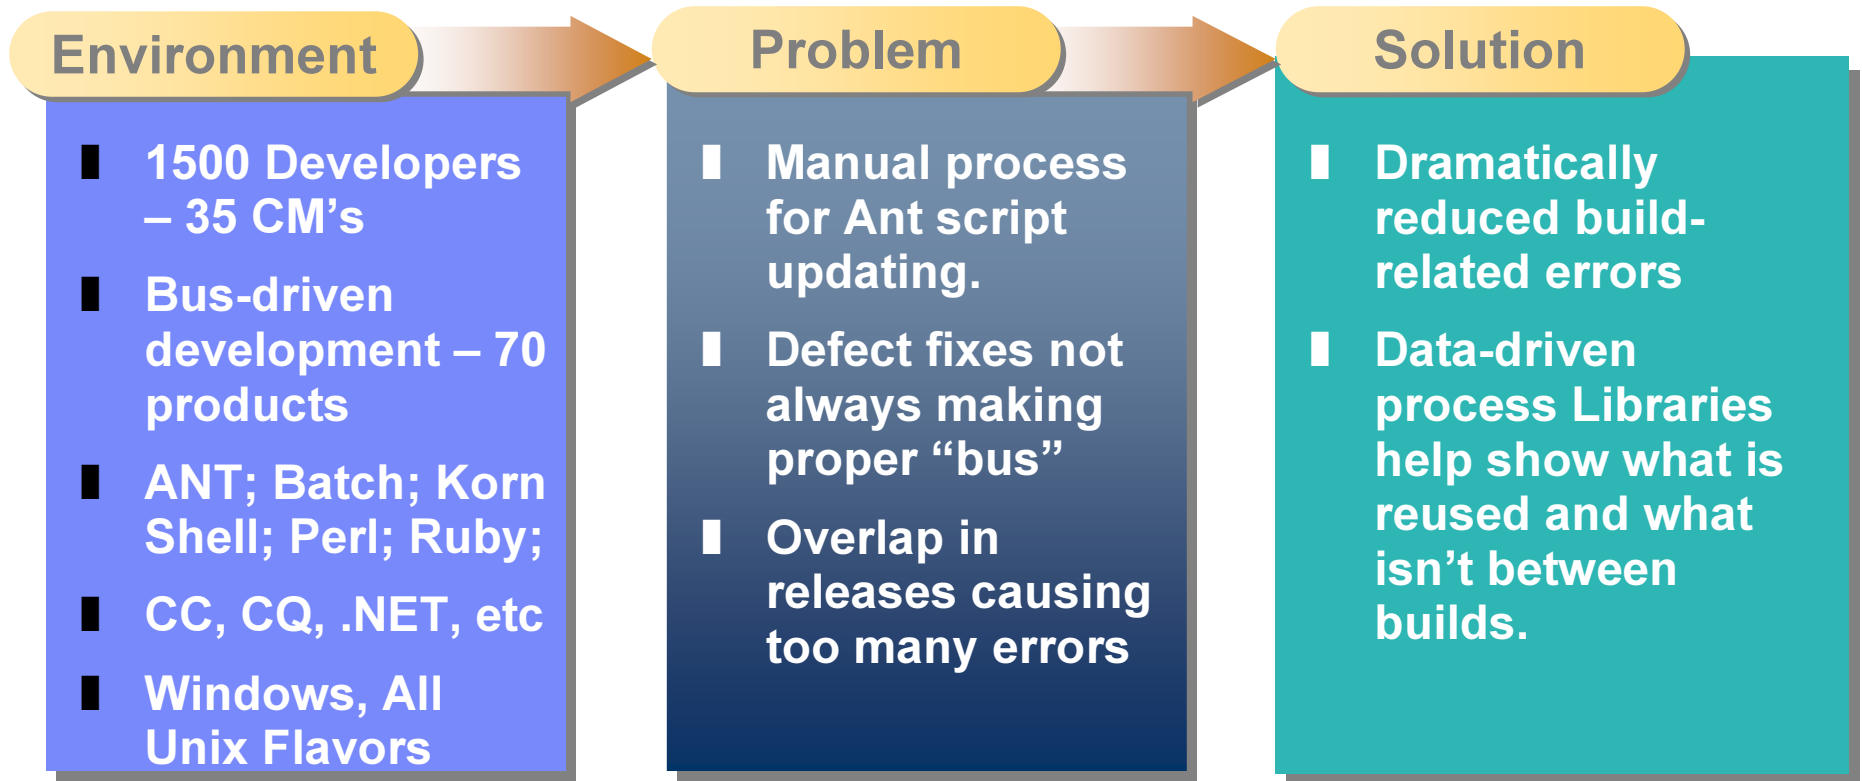 Environment
1500 Developers
– 35 CM’s
Bus-driven
development – 70
products
ANT; Batch; Korn
Shell; Perl; Ruby;
CC, CQ, .NET, etc
Windows, All
Unix Flavors
Problem
Manual process
for Ant script
updating.
Defect fixes not
always making
proper “bus”
Overlap in
releases causing
too many errors
Solution
Dramatically
reduced build-
related errors
Data-driven
process Libraries
help show what is
reused and what
isn’t between
builds.